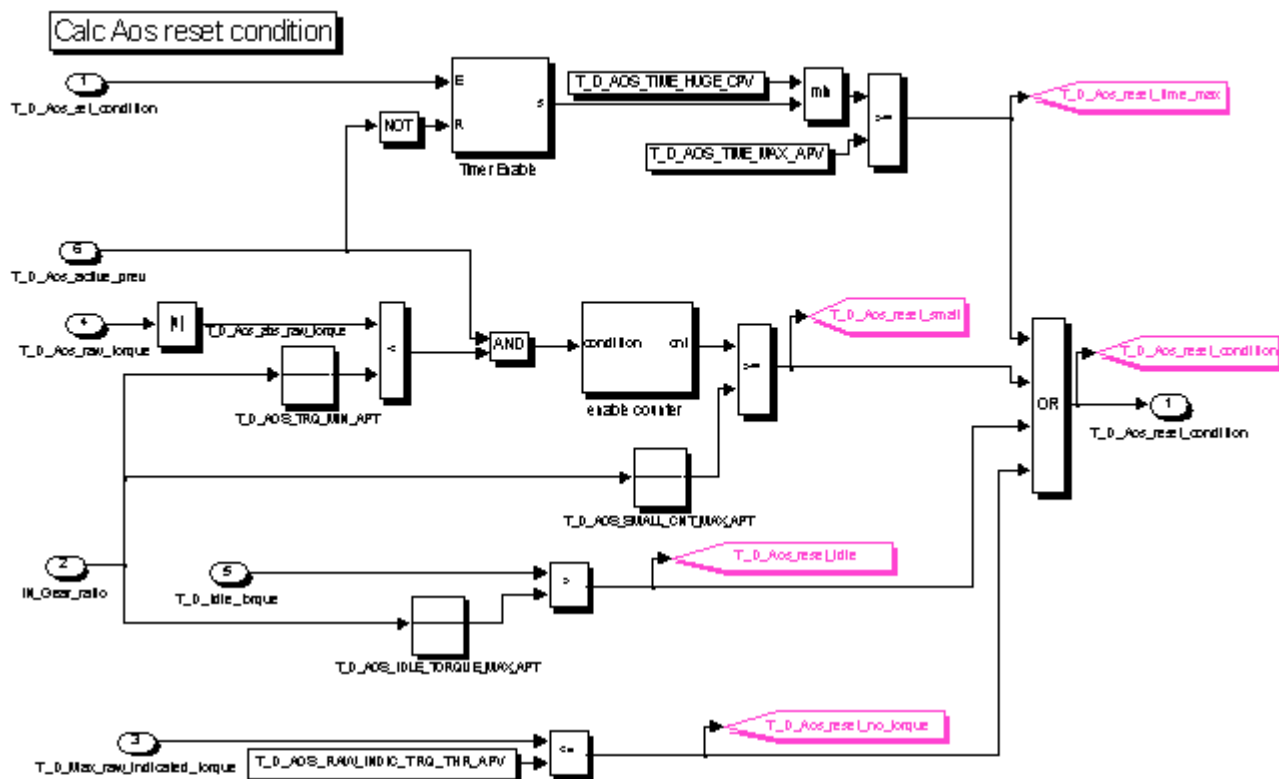 Calc Aos reset condition
1
T_D_Aos_set_condition
E
R
s
Timer Enable
NOT
T_D_AOS_TIME_HUGE_CPV
min
T_D_AOS_TIME_MAX_APV
>=
T_D_Aos_reset_time_max
6
T_D_Aos_active_prev
4
T_D_Aos_raw_torque
|u|
T_D_Aos_abs_raw_torque
<
T_D_AOS_TRQ_MIN_APT
AND
condition
cnt
enable counter
>=
T_D_Aos_reset_small
T_D_AOS_SMALL_CNT_MAX_APT
OR
T_D_Aos_reset_condition
1
T_D_Aos_reset_condition
2
IN_Gear_ratio
5
T_D_Idle_torque
>
T_D_Aos_reset_idle
T_D_AOS_IDLE_TORQUE_MAX_APT
3
T_D_Max_raw_indicated_torque
T_D_AOS_RAW_INDIC_TRQ_THR_APV
<=
T_D_Aos_reset_no_torque